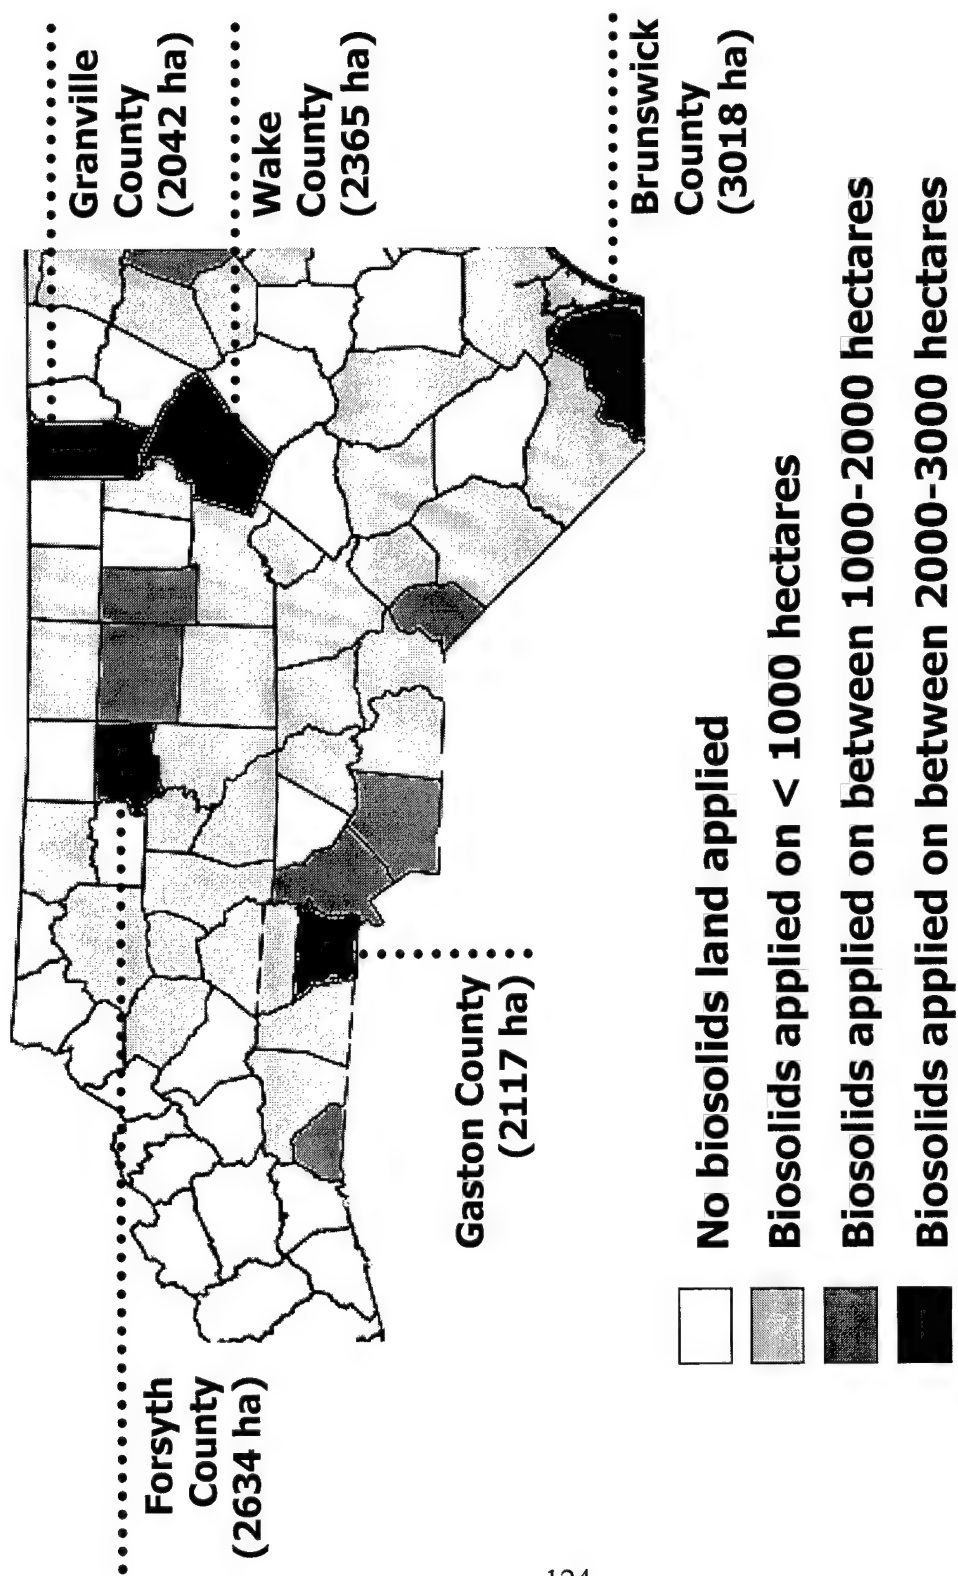 Granville
County
(2042 ha)
Wake
County
(2365 ha)
Brunswick
County
(3018 ha)
Forsyth
County
(2634 ha)
Gaston County
(2117 ha)
No biosolids land applied
Biosolids applied on < 1000 hectares
Biosolids applied on between 1000-2000 hectares
Biosolids applied on between 2000-3000 hectares